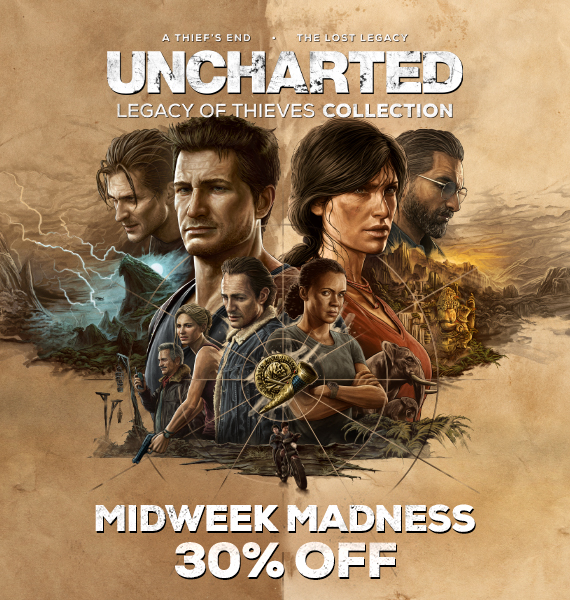 A THIEF'S END • THE LOST LEGACY
UNCHARTED
LEGACY OF THIEVES COLLECTION
MIDWEEK MADNESS
30% OFF